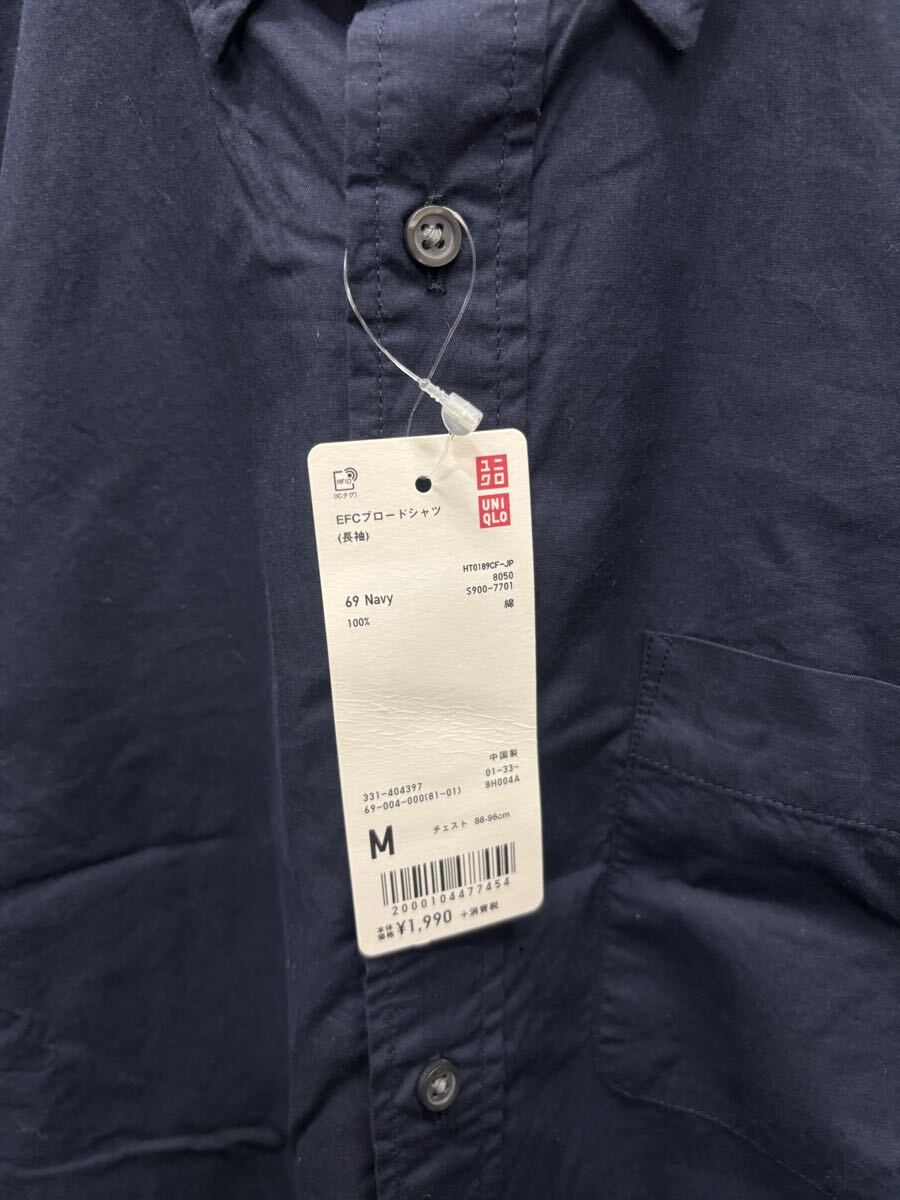 RFID
(ICタグ)
ユニ
クロ
UNI
QLO
EFCブロードシャツ
(長袖)
HT0189CF-JP
8050
S900-7701
69 Navy
綿
100%
中国製
331-404397
01-33-
69-004-000(81-01)
8H004A
M
チェスト 88-96cm
2000104477454
本体
価格 ¥1,990 +消費税